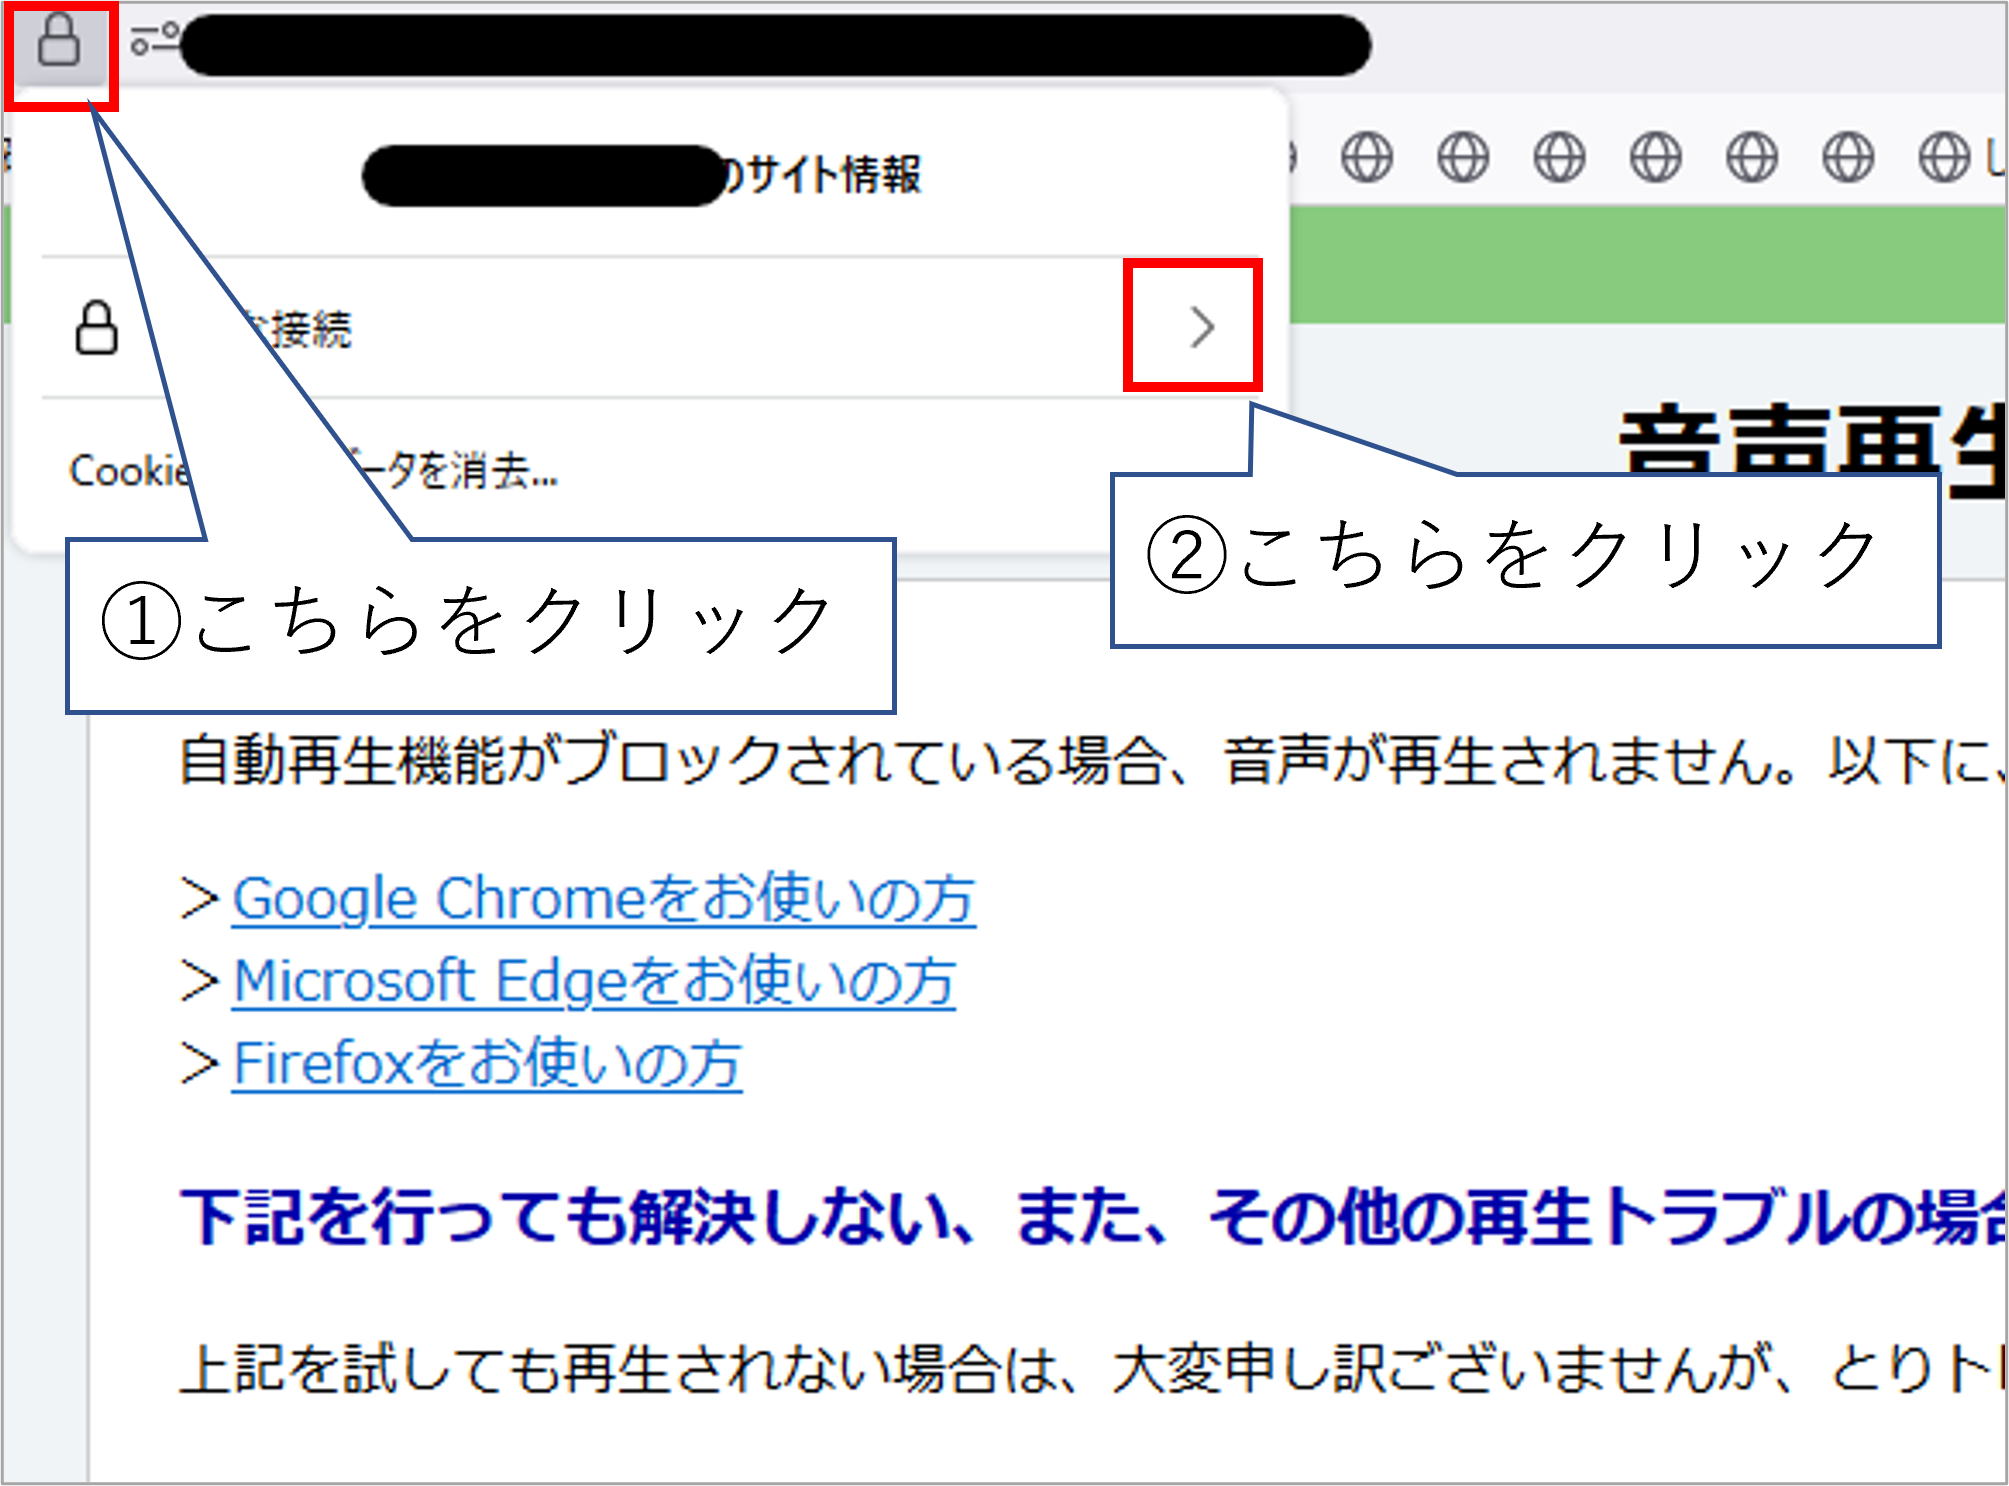 のサイト情報
な接続
Cookie データを消去...
音声再生
②こちらをクリック
①こちらをクリック
自動再生機能がブロックされている場合、音声が再生されません。以下に、
＞Google Chromeをお使いの方
＞Microsoft Edgeをお使いの方
＞Firefoxをお使いの方
下記を行っても解決しない、また、その他の再生トラブルの場合
上記を試しても再生されない場合は、大変申し訳ございませんが、とりト